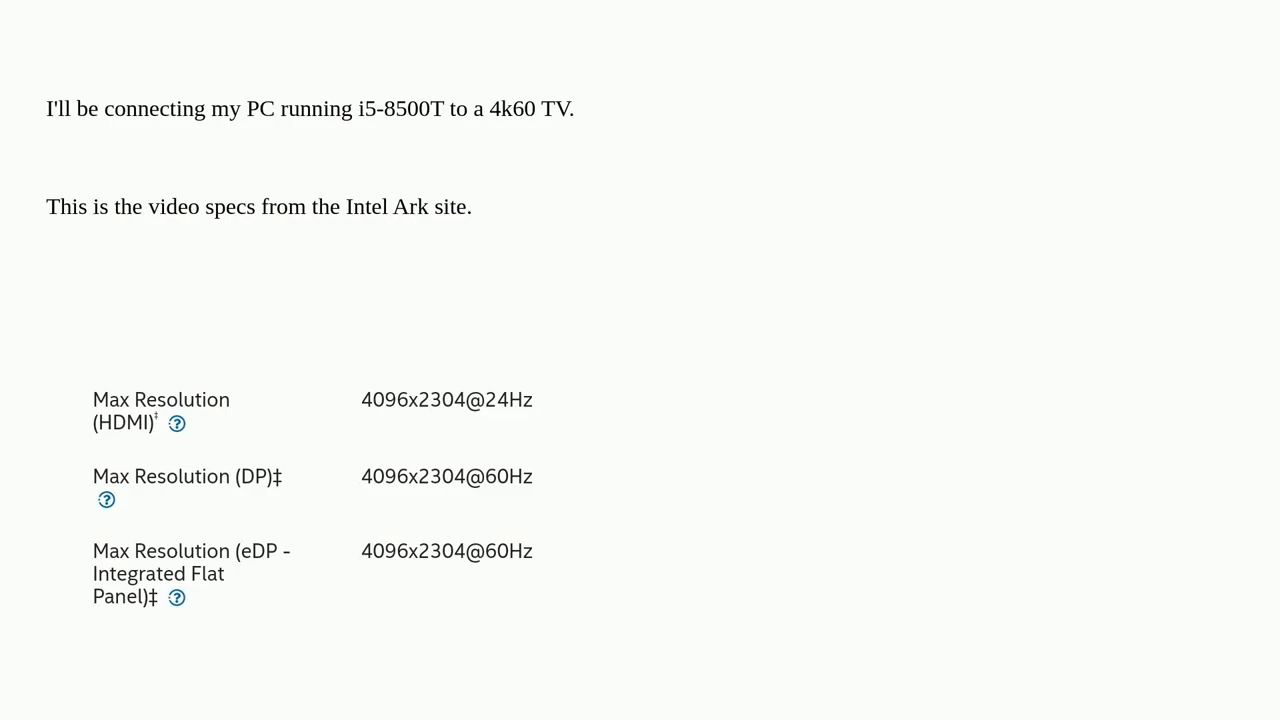 I'll be connecting my PC running i5-8500T to a 4k60 TV.
This is the video specs from the Intel Ark site.
Max Resolution (HDMI)‡ ? 4096x2304@24Hz
Max Resolution (DP)‡ ? 4096x2304@60Hz
Max Resolution (eDP - Integrated Flat Panel)‡ ? 4096x2304@60Hz